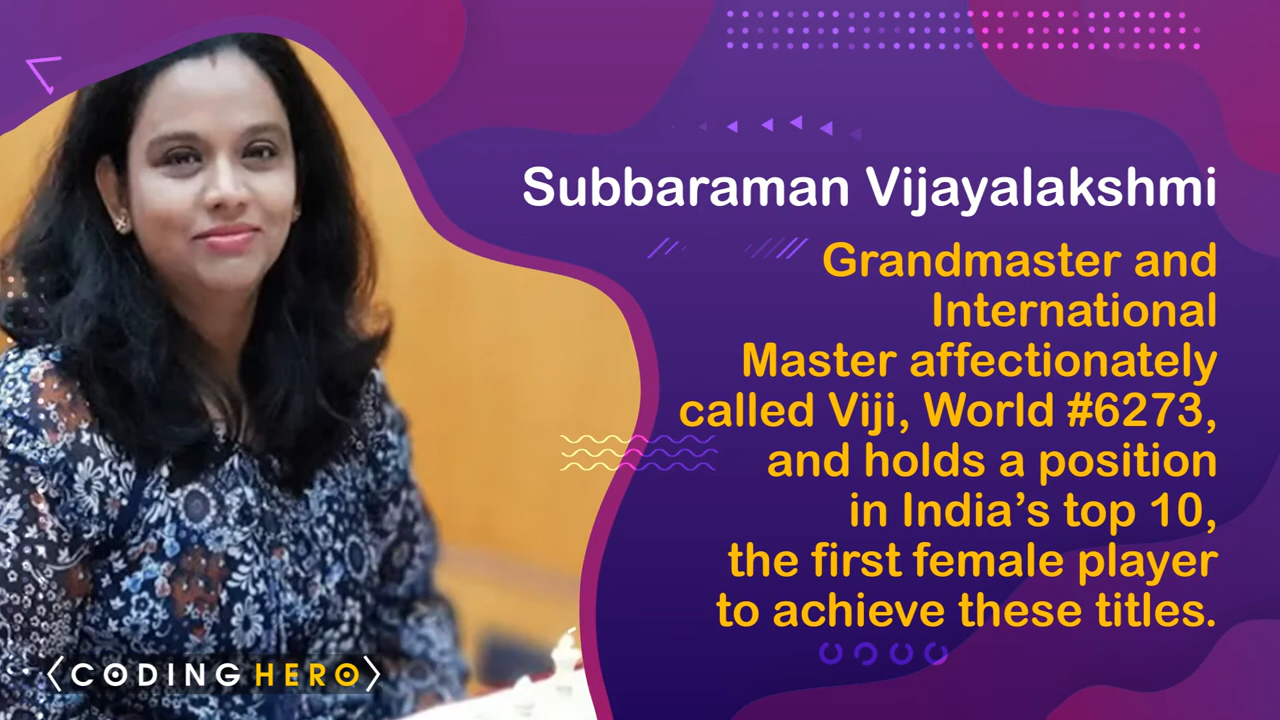 Subbaraman Vijayalakshmi
Grandmaster and
International
Master affectionately
called Viji, World #6273,
and holds a position
in India’s top 10,
the first female player
to achieve these titles.
CODING HERO